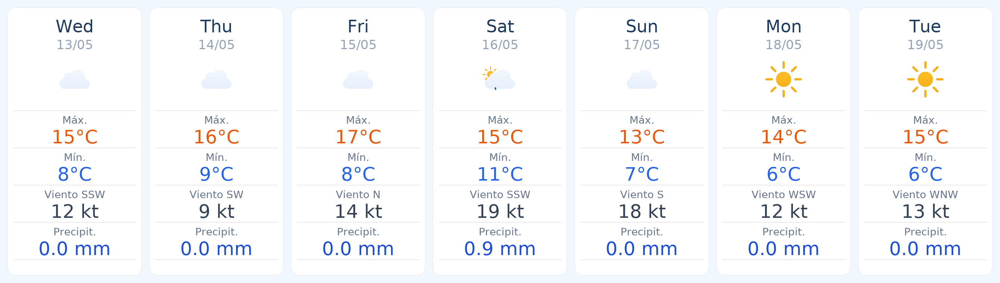 Wed
13/05
Máx.
15°C
Mín.
8°C
Viento SSW
12 kt
Precipit.
0.0 mm
Thu
14/05
Máx.
16°C
Mín.
9°C
Viento SW
9 kt
Precipit.
0.0 mm
Fri
15/05
Máx.
17°C
Mín.
8°C
Viento N
14 kt
Precipit.
0.0 mm
Sat
16/05
Máx.
15°C
Mín.
11°C
Viento SSW
19 kt
Precipit.
0.9 mm
Sun
17/05
Máx.
13°C
Mín.
7°C
Viento S
18 kt
Precipit.
0.0 mm
Mon
18/05
Máx.
14°C
Mín.
6°C
Viento WSW
12 kt
Precipit.
0.0 mm
Tue
19/05
Máx.
15°C
Mín.
6°C
Viento WNW
13 kt
Precipit.
0.0 mm